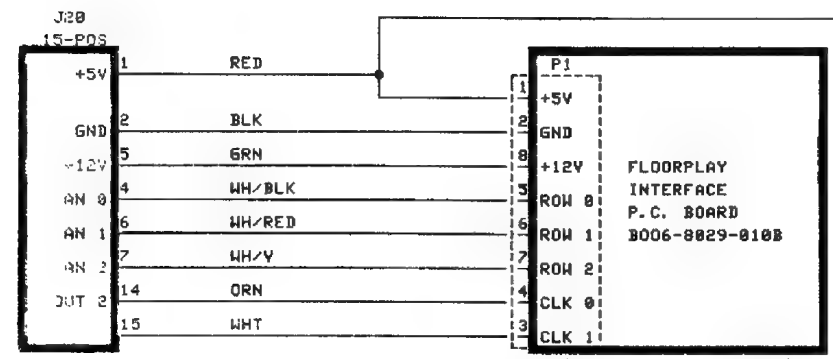 J20
15-POS
+5V 1 RED P1
1 +5V
GND 2 BLK 2 GND
+12V 5 GRN 8 +12V
AN 0 4 WH/BLK 5 ROW 0
AN 1 6 WH/RED 6 ROW 1
AN 2 7 WH/Y 7 ROW 2
OUT 2 14 ORN 4 CLK 0
15 WHT 3 CLK 1
FLOORPLAY
INTERFACE
P.C. BOARD
B006-8029-010B